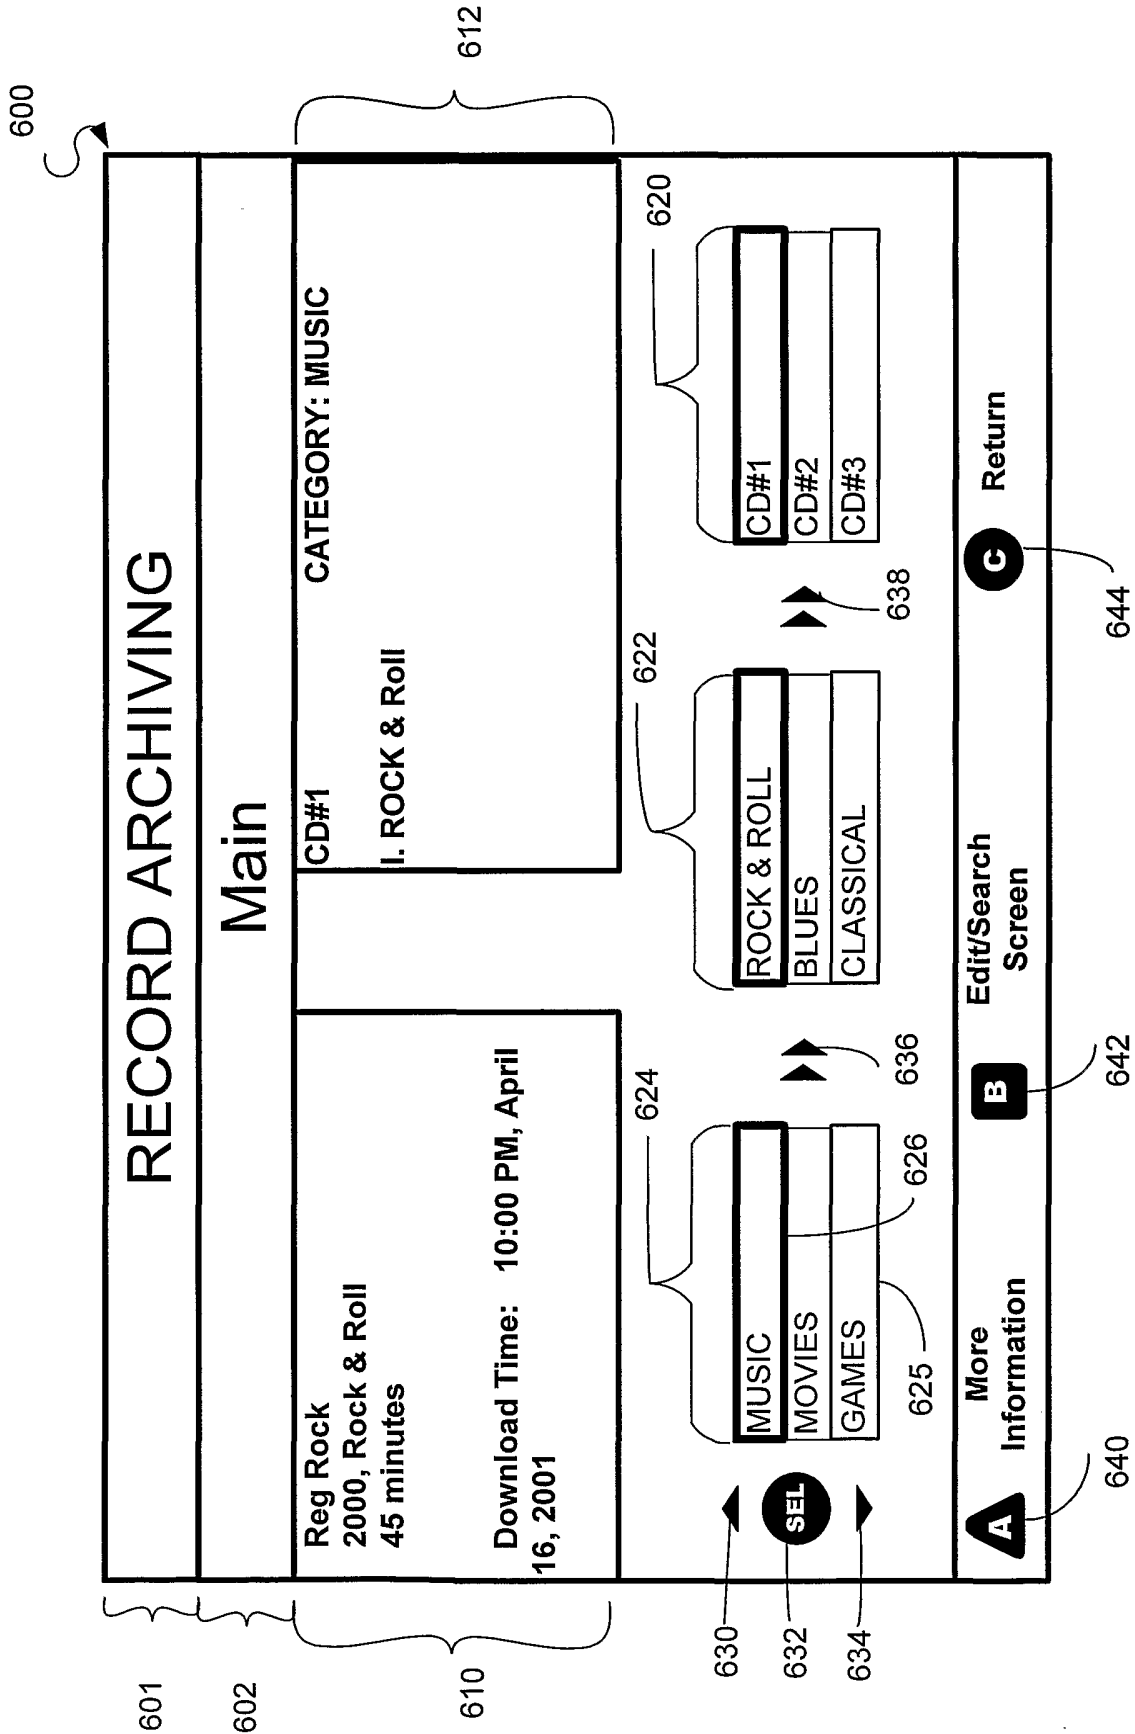 600
601
RECORD ARCHIVING
602
Main
610
Reg Rock
2000, Rock & Roll
45 minutes
Download Time: 10:00 PM, April
16, 2001
612
CD#1 CATEGORY: MUSIC
I. ROCK & Roll
624
622
620
630
632
634
SEL
MUSIC
MOVIES
GAMES
625
626
636
ROCK & ROLL
BLUES
CLASSICAL
638
CD#1
CD#2
CD#3
A
More
Information
B
Edit/Search
Screen
C
Return
640
642
644